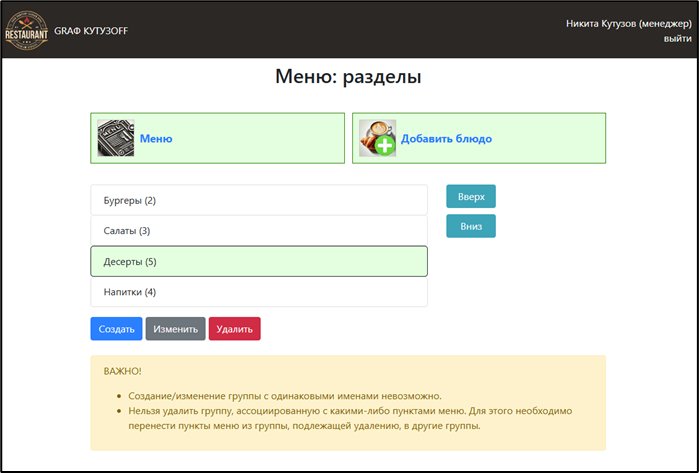 RESTAURANT
GRAФ КУТУЗOFF
Никита Кутузов (менеджер)
выйти
Меню: разделы
MENU
Меню
Добавить блюдо
Бургеры (2)
Салаты (3)
Десерты (5)
Напитки (4)
Вверх
Вниз
Создать
Изменить
Удалить
ВАЖНО!
Создание/изменение группы с одинаковыми именами невозможно.
Нельзя удалить группу, ассоциированную с какими-либо пунктами меню. Для этого необходимо
перенести пункты меню из группы, подлежащей удалению, в другие группы.